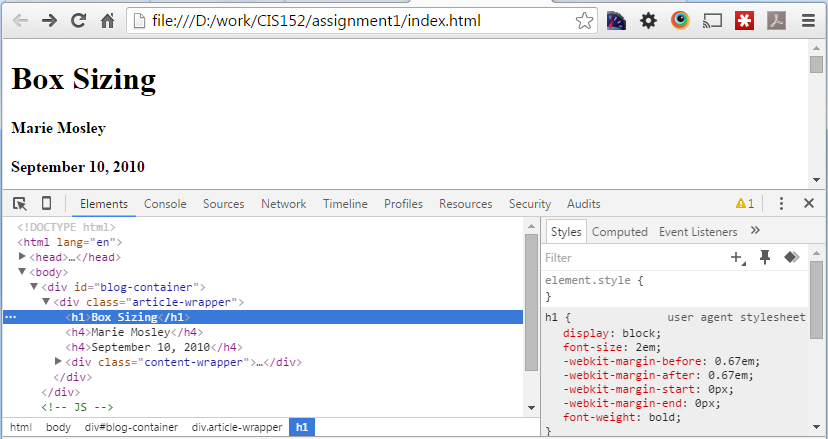 file:///D:/work/CIS152/assignment1/index.html
Box Sizing
Marie Mosley
September 10, 2010
Elements Console Sources Network Timeline Profiles Resources Security Audits 1
<!DOCTYPE html>
<html lang="en">
<head>…</head>
<body>
<div id="blog-container">
<div class="article-wrapper">
<h1>Box Sizing</h1>
<h4>Marie Mosley</h4>
<h4>September 10, 2010</h4>
<div class="content-wrapper">…</div>
</div>
</div>
<!-- JS -->
html body div#blog-container div.article-wrapper h1
Styles Computed Event Listeners »
Filter
element.style {
}
h1 { user agent stylesheet
display: block;
font-size: 2em;
-webkit-margin-before: 0.67em;
-webkit-margin-after: 0.67em;
-webkit-margin-start: 0px;
-webkit-margin-end: 0px;
font-weight: bold;
}